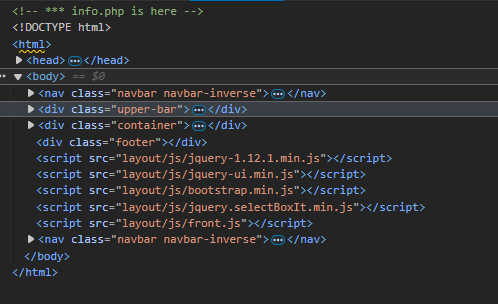 <!-- *** info.php is here -->
<!DOCTYPE html>
<html>
<head> ••• </head>
<body> == $0
<nav class="navbar navbar-inverse"> ••• </nav>
<div class="upper-bar"> ••• </div>
<div class="container"> ••• </div>
<div class="footer"></div>
<script src="layout/js/jquery-1.12.1.min.js"></script>
<script src="layout/js/jquery-ui.min.js"></script>
<script src="layout/js/bootstrap.min.js"></script>
<script src="layout/js/jquery.selectBoxIt.min.js"></script>
<script src="layout/js/front.js"></script>
<nav class="navbar navbar-inverse"> ••• </nav>
</body>
</html>